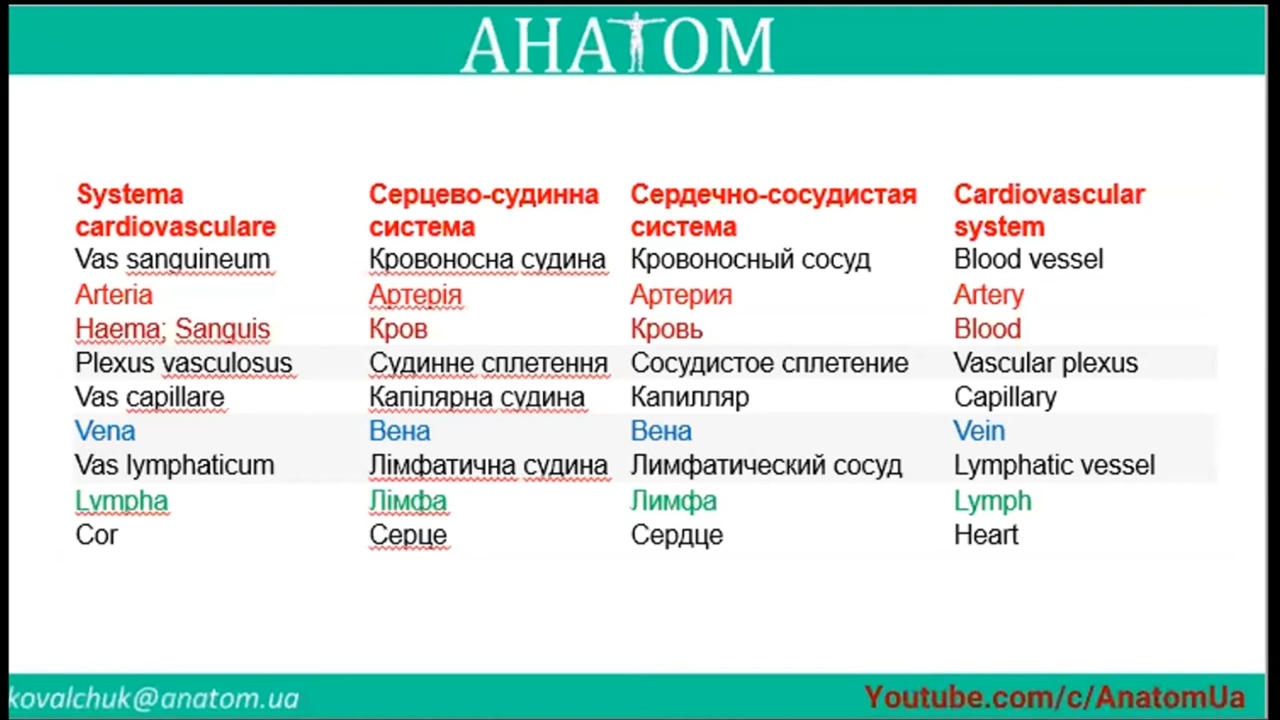 АНАТОМ
Systema cardiovasculare Серцево-судинна система Сердечно-сосудистая система Cardiovascular system
Vas sanguineum Кровоносна судина Кровоносный сосуд Blood vessel
Arteria Артерія Артерия Artery
Haema; Sanguis Кров Кровь Blood
Plexus vasculosus Судинне сплетення Сосудистое сплетение Vascular plexus
Vas capillare Капілярна судина Капилляр Capillary
Vena Вена Вена Vein
Vas lymphaticum Лімфатична судина Лимфатический сосуд Lymphatic vessel
Lympha Лімфа Лимфа Lymph
Cor Серце Сердце Heart
kovalchuk@anatom.ua Youtube.com/c/AnatomUa